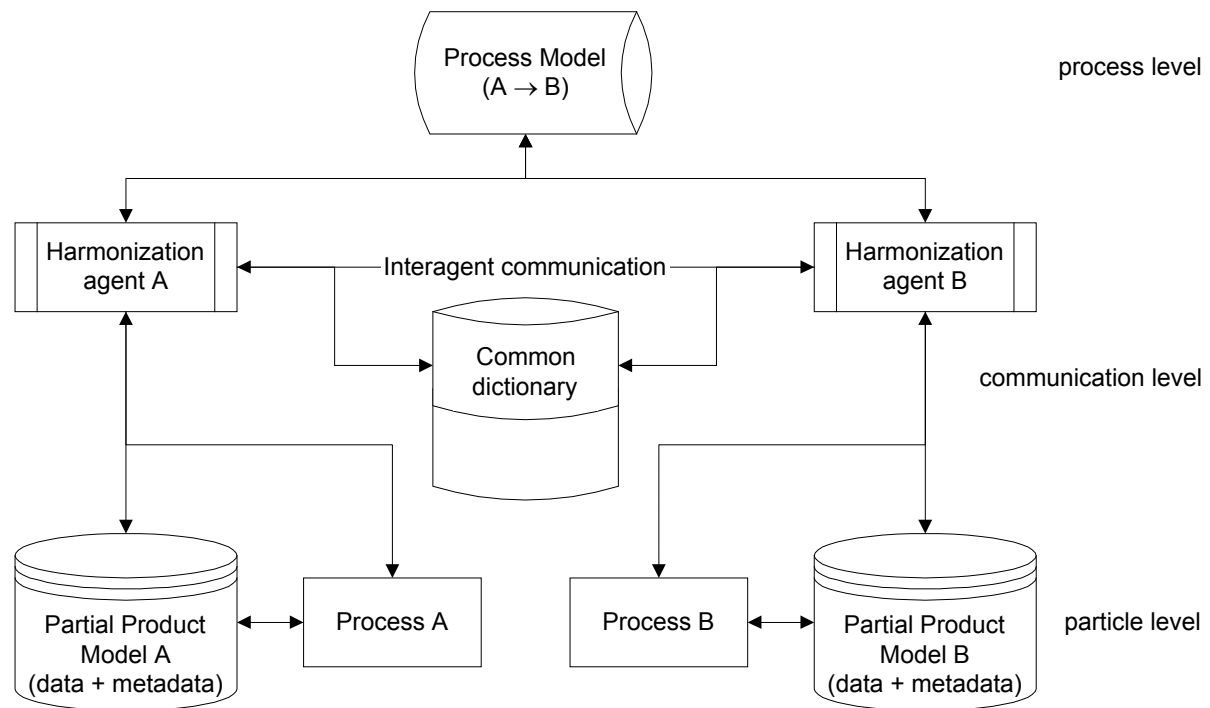 Process Model
(A → B)
process level
Harmonization
agent A
Interagent communication
Harmonization
agent B
Common
dictionary
communication level
Partial Product
Model A
(data + metadata)
Process A
Process B
Partial Product
Model B
(data + metadata)
particle level